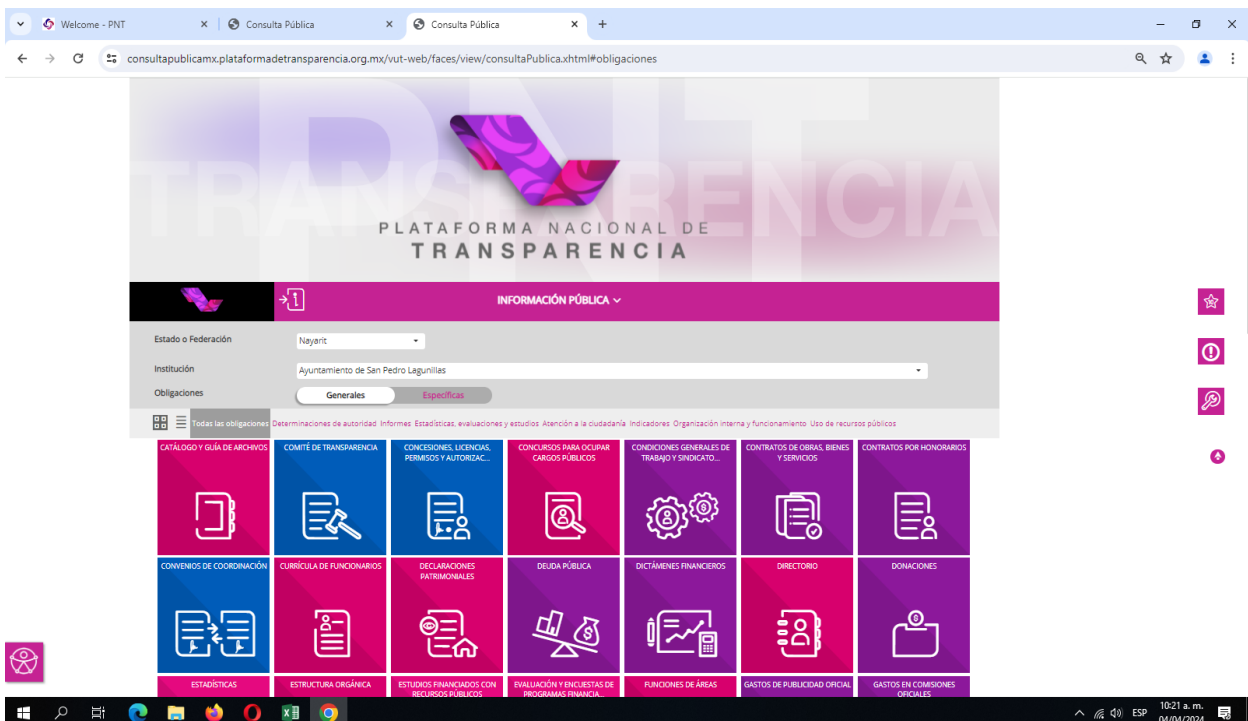 Welcome - PNT
Consulta Pública
Consulta Pública
consultapublicamx.plataformadetransparencia.org.mx/vut-web/faces/view/consultaPublica.xhtml#obligaciones
PNT
TRANSPARENCIA
PLATAFORMA NACIONAL DE
TRANSPARENCIA
INFORMACIÓN PÚBLICA
Estado o Federación
Nayarit
Institución
Ayuntamiento de San Pedro Lagunillas
Obligaciones
Generales
Específicas
Todas las obligaciones Determinaciones de autoridad Informes Estadísticas, evaluaciones y estudios Atención a la ciudadanía Indicadores Organización interna y funcionamiento Uso de recursos públicos
CATÁLOGO Y GUÍA DE ARCHIVOS
COMITÉ DE TRANSPARENCIA
CONCESIONES, LICENCIAS,
PERMISOS Y AUTORIZAC...
CONCURSOS PARA OCUPAR
CARGOS PÚBLICOS
CONDICIONES GENERALES DE
TRABAJO Y SINDICATO...
CONTRATOS DE OBRAS, BIENES
Y SERVICIOS
CONTRATOS POR HONORARIOS
CONVENIOS DE COORDINACIÓN
CURRÍCULA DE FUNCIONARIOS
DECLARACIONES
PATRIMONIALES
DEUDA PÚBLICA
DICTÁMENES FINANCIEROS
DIRECTORIO
DONACIONES
ESTADÍSTICAS
ESTRUCTURA ORGÁNICA
ESTUDIOS FINANCIADOS CON
RECURSOS PÚBLICOS
EVALUACIÓN Y ENCUESTAS DE
PROGRAMAS FINANCIA...
FUNCIONES DE ÁREAS
GASTOS DE PUBLICIDAD OFICIAL
GASTOS EN COMISIONES
OFICIALES
ESP
10:21 a. m.
04/04/2024